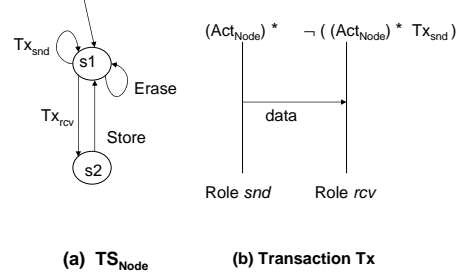 (Act_Node) * ¬ ( (Act_Node) * Tx_snd )
Tx_snd
s1
Erase
data
Tx_rcv
Store
s2
Role snd Role rcv
(a) TS_Node (b) Transaction Tx